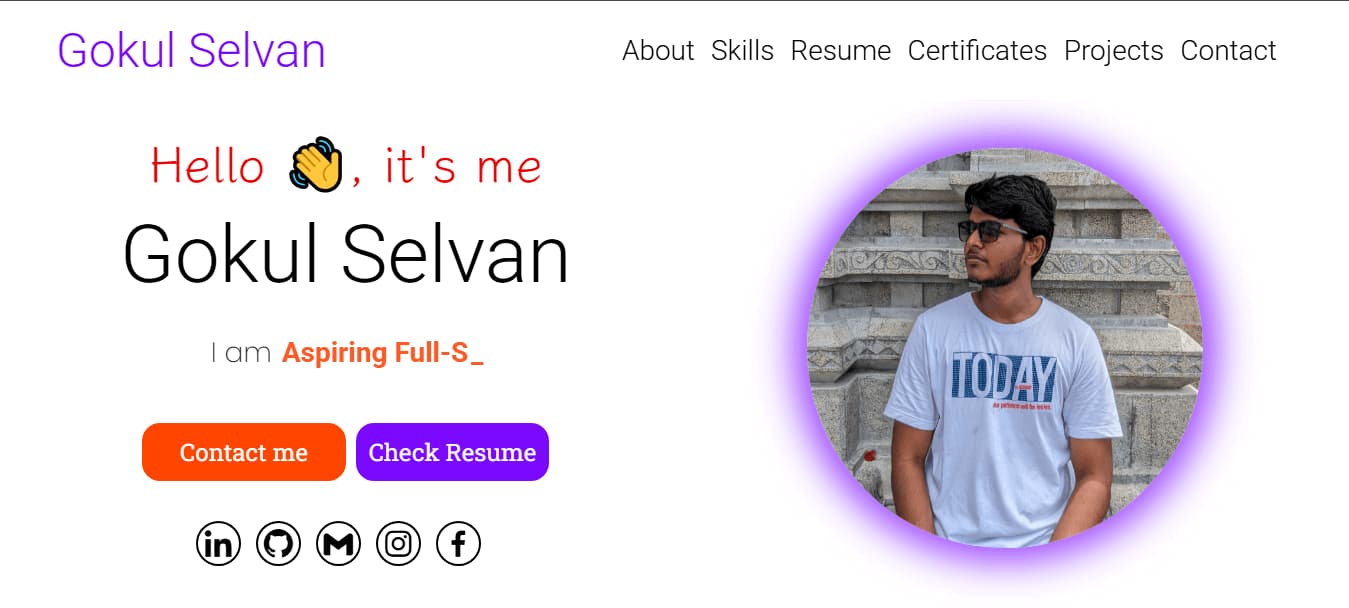 Gokul Selvan
About Skills Resume Certificates Projects Contact
Hello 👋, it's me
Gokul Selvan
I am Aspiring Full-S_
Contact me
Check Resume
TODAY